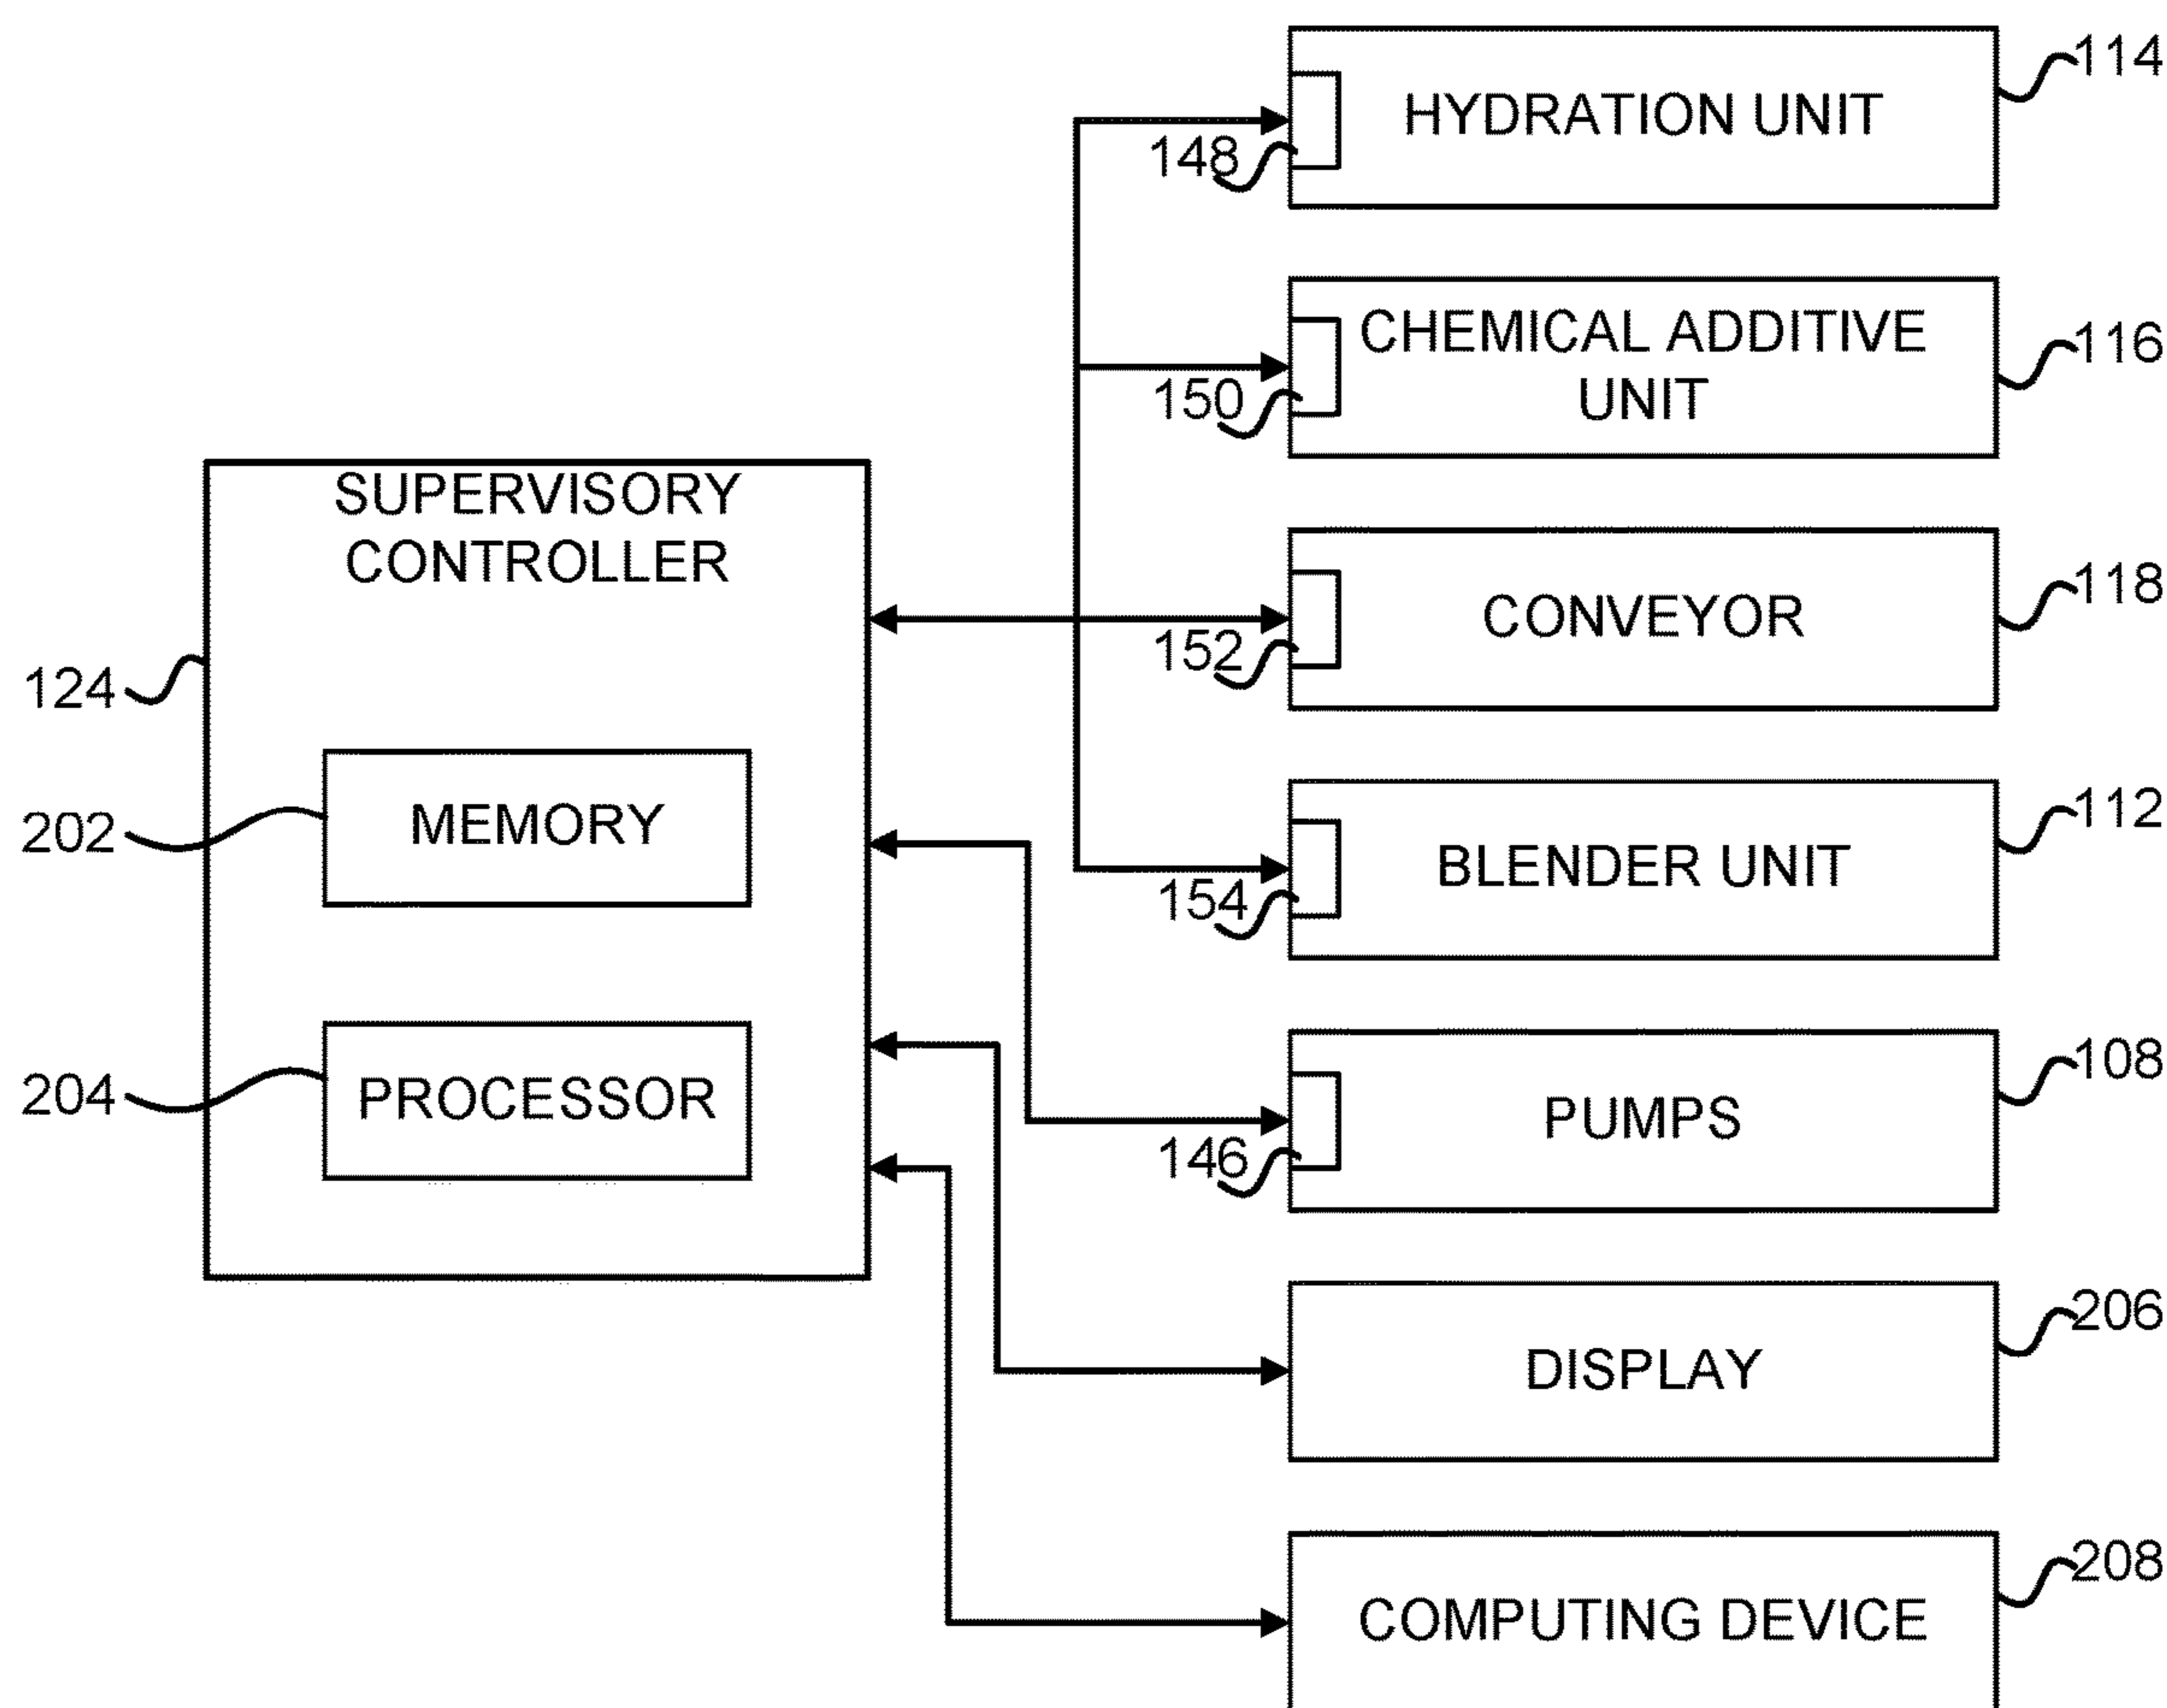 114
HYDRATION UNIT
148
CHEMICAL ADDITIVE
UNIT
116
150
SUPERVISORY
CONTROLLER
124
118
CONVEYOR
152
MEMORY
202
112
BLENDER UNIT
154
PROCESSOR
204
108
PUMPS
146
206
DISPLAY
208
COMPUTING DEVICE